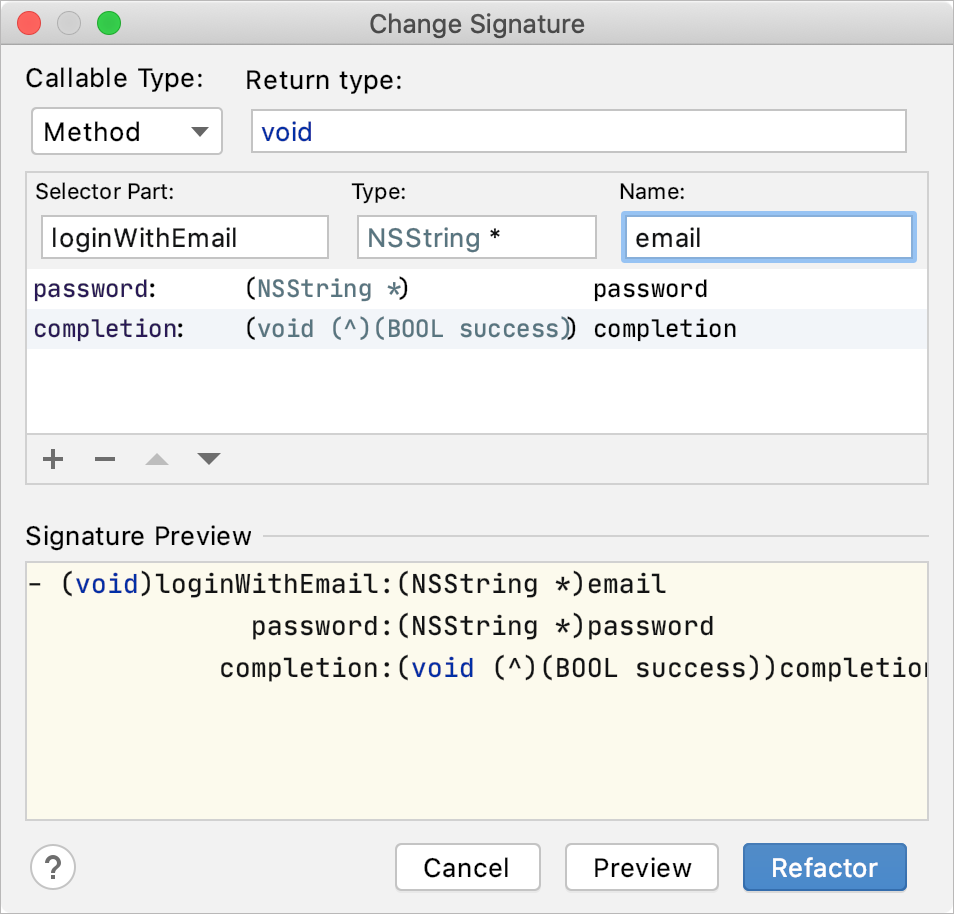 Change Signature
Callable Type: Return type:
Method void
Selector Part: Type: Name:
loginWithEmail NSString * email
password: (NSString *) password
completion: (void (^)(BOOL success)) completion
Signature Preview
- (void)loginWithEmail:(NSString *)email
password:(NSString *)password
completion:(void (^)(BOOL success))completion
? Cancel Preview Refactor